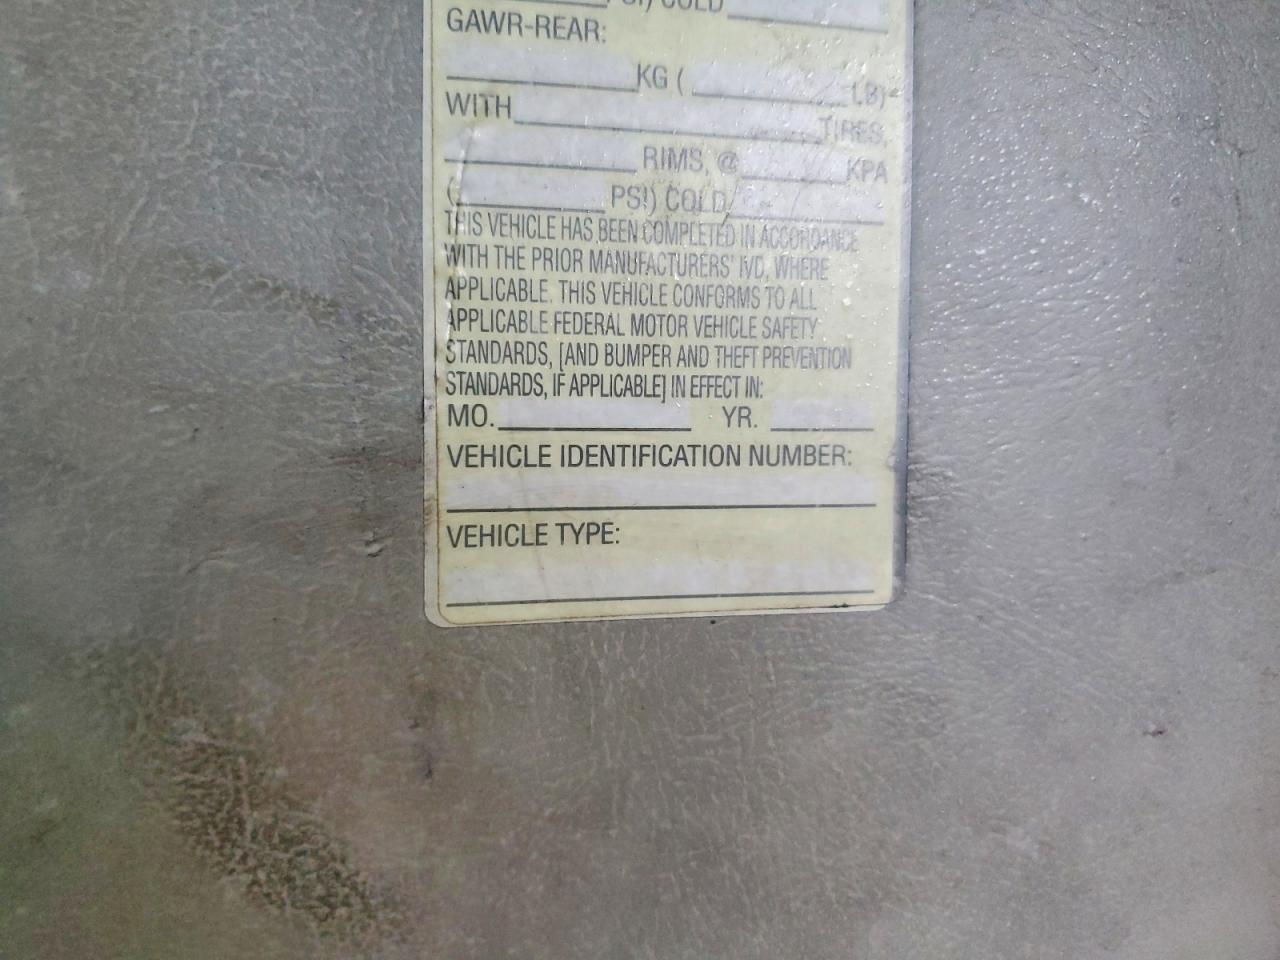 PSI) COLD
GAWR-REAR:
KG ( LB)
WITH TIRES,
RIMS, @ KPA
( PSI) COLD/
THIS VEHICLE HAS BEEN COMPLETED IN ACCORDANCE
WITH THE PRIOR MANUFACTURERS' IVD, WHERE
APPLICABLE. THIS VEHICLE CONFORMS TO ALL
APPLICABLE FEDERAL MOTOR VEHICLE SAFETY
STANDARDS, [AND BUMPER AND THEFT PREVENTION
STANDARDS, IF APPLICABLE] IN EFFECT IN:
MO. YR.
VEHICLE IDENTIFICATION NUMBER:
VEHICLE TYPE: